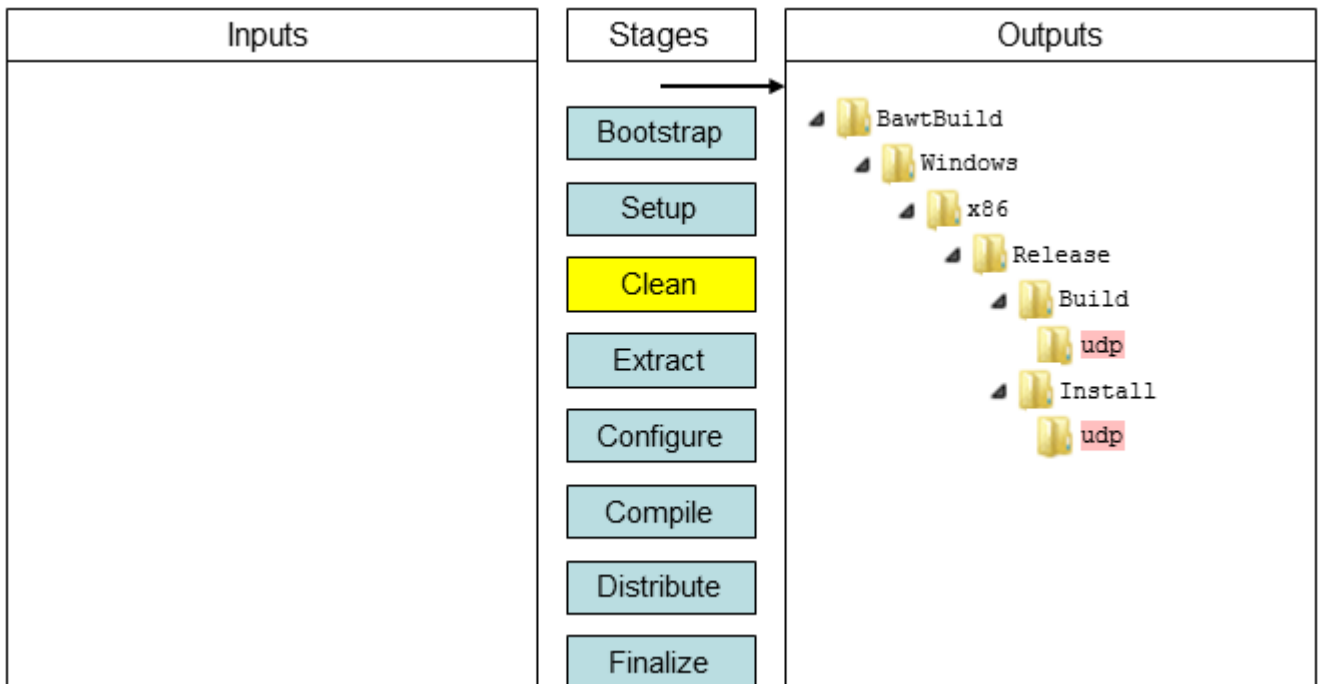 Inputs
Stages
Outputs
Bootstrap
Setup
Clean
Extract
Configure
Compile
Distribute
Finalize
BawtBuild
Windows
x86
Release
Build
udp
Install
udp